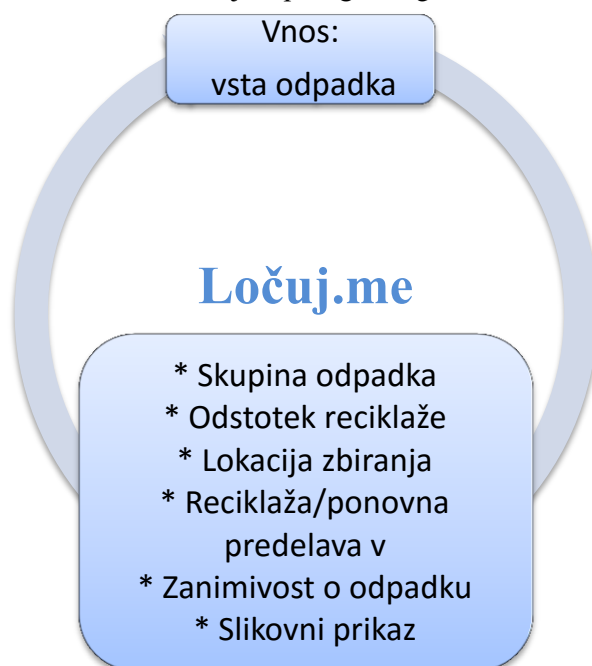 Vnos:
vsta odpadka
Ločuj.me
* Skupina odpadka
* Odstotek reciklaže
* Lokacija zbiranja
* Reciklaža/ponovna
predelava v
* Zanimivost o odpadku
* Slikovni prikaz